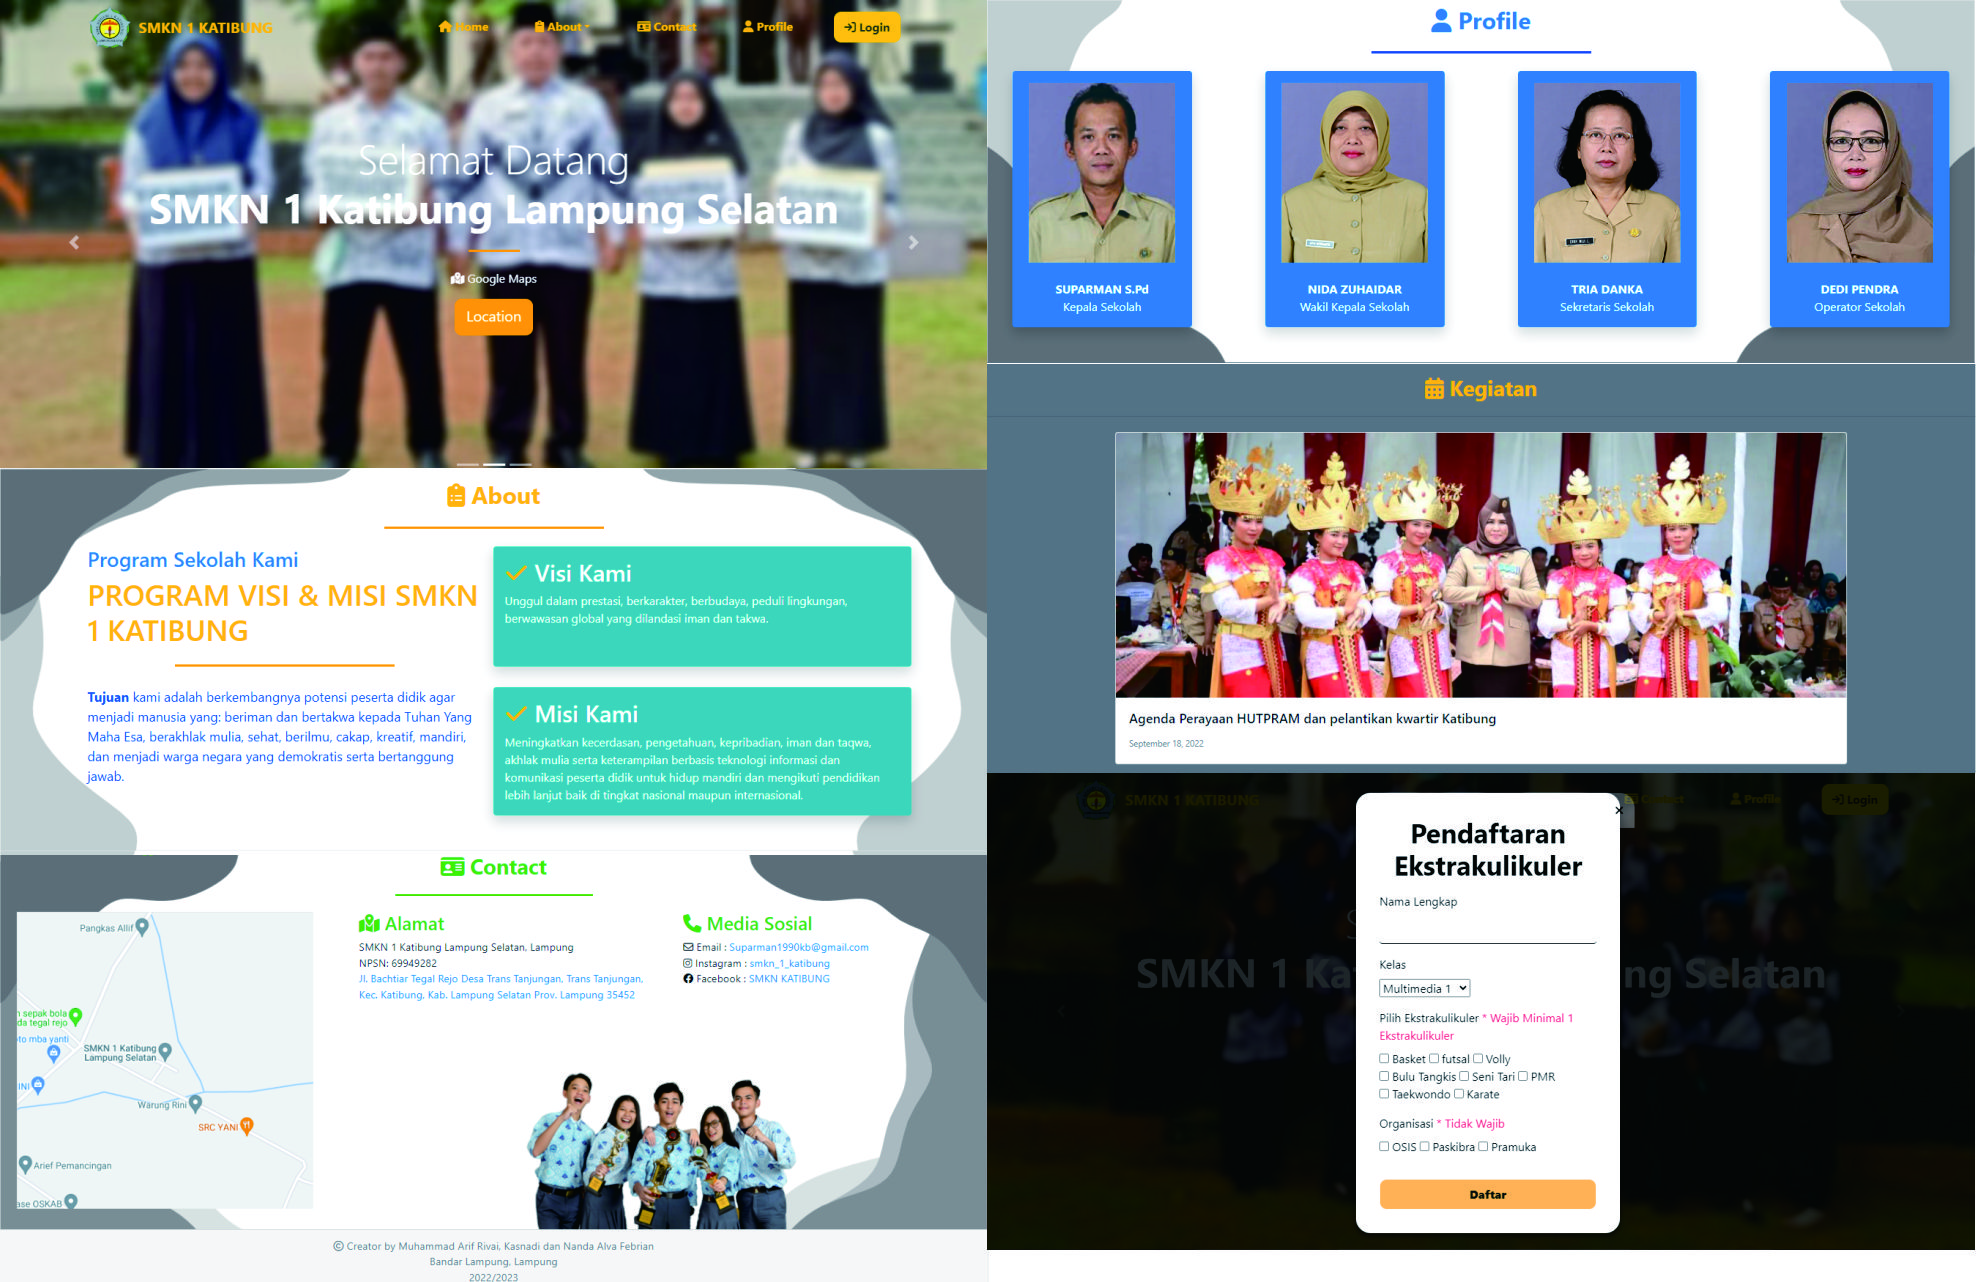 SMKN 1 KATIBUNG
Home
About
Contact
Profile
Login
Selamat Datang
SMKN 1 Katibung Lampung Selatan
Google Maps
Location
About
Program Sekolah Kami
PROGRAM VISI & MISI SMKN
1 KATIBUNG
Tujuan kami adalah berkembangnya potensi peserta didik agar
menjadi manusia yang: beriman dan bertakwa kepada Tuhan Yang
Maha Esa, berakhlak mulia, sehat, berilmu, cakap, kreatif, mandiri,
dan menjadi warga negara yang demokratis serta bertanggung
jawab.
Visi Kami
Unggul dalam prestasi, berkarakter, berbudaya, peduli lingkungan,
berwawasan global yang dilandasi iman dan takwa.
Misi Kami
Meningkatkan kecerdasan, pengetahuan, kepribadian, iman dan taqwa,
akhlak mulia serta keterampilan berbasis teknologi informasi dan
komunikasi peserta didik untuk hidup mandiri dan mengikuti pendidikan
lebih lanjut baik di tingkat nasional maupun internasional.
Contact
Pangkas Allif
sepak bola
da tegal rejo
oto mba yanti
SMKN 1 Katibung
Lampung Selatan
INI
Warung Rini
SRC YANI
Arief Pemancingan
ase OSKAB
Alamat
SMKN 1 Katibung Lampung Selatan, Lampung
NPSN: 69949282
Jl. Bachtiar Tegal Rejo Desa Trans Tanjungan, Trans Tanjungan,
Kec. Katibung, Kab. Lampung Selatan Prov. Lampung 35452
Media Sosial
Email : Suparman1990kb@gmail.com
Instagram : smkn_1_katibung
Facebook : SMKN KATIBUNG
© Creator by Muhammad Arif Rivai, Kasnadi dan Nanda Alva Febrian
Bandar Lampung, Lampung
2022/2023
Profile
SUPARMAN S.Pd
Kepala Sekolah
NIDA ZUHAIDAR
Wakil Kepala Sekolah
TRIA DANKA
Sekretaris Sekolah
DEDI PENDRA
Operator Sekolah
Kegiatan
Agenda Perayaan HUTPRAM dan pelantikan kwartir Katibung
September 18, 2022
SMKN 1 KATIBUNG
Profile
Login
SMKN 1 Ka
ng Selatan
×
Pendaftaran
Ekstrakulikuler
Nama Lengkap
Kelas
Multimedia 1
Pilih Ekstrakulikuler * Wajib Minimal 1
Ekstrakulikuler
Basket futsal Volly
Bulu Tangkis Seni Tari PMR
Taekwondo Karate
Organisasi * Tidak Wajib
OSIS Paskibra Pramuka
Daftar